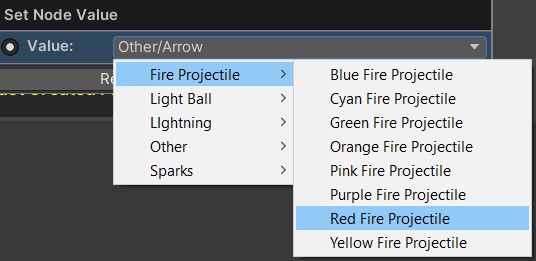 Set Node Value
Value:
Other/Arrow
Re
Fire Projectile
Light Ball
LIghtning
Other
Sparks
Blue Fire Projectile
Cyan Fire Projectile
Green Fire Projectile
Orange Fire Projectile
Pink Fire Projectile
Purple Fire Projectile
Red Fire Projectile
Yellow Fire Projectile